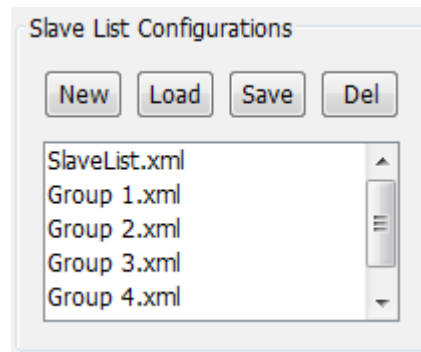 Slave List Configurations
New Load Save Del
SlaveList.xml
Group 1.xml
Group 2.xml
Group 3.xml
Group 4.xml